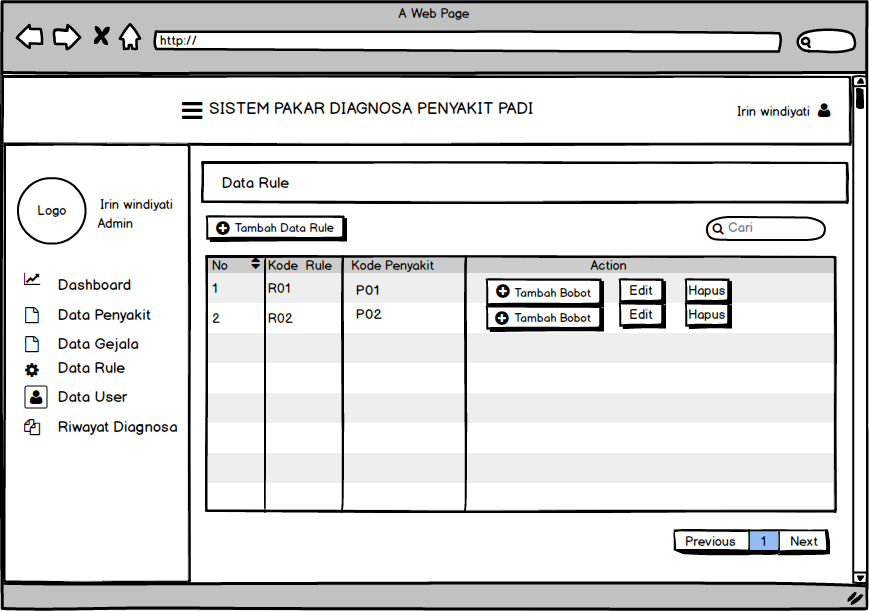 A Web Page
http://
SISTEM PAKAR DIAGNOSA PENYAKIT PADI
Irin windiyati
Logo
Irin windiyati
Admin
Dashboard
Data Penyakit
Data Gejala
Data Rule
Data User
Riwayat Diagnosa
Data Rule
Tambah Data Rule
Cari
No Kode Rule Kode Penyakit Action
1 R01 P01 Tambah Bobot Edit Hapus
2 R02 P02 Tambah Bobot Edit Hapus
Previous 1 Next